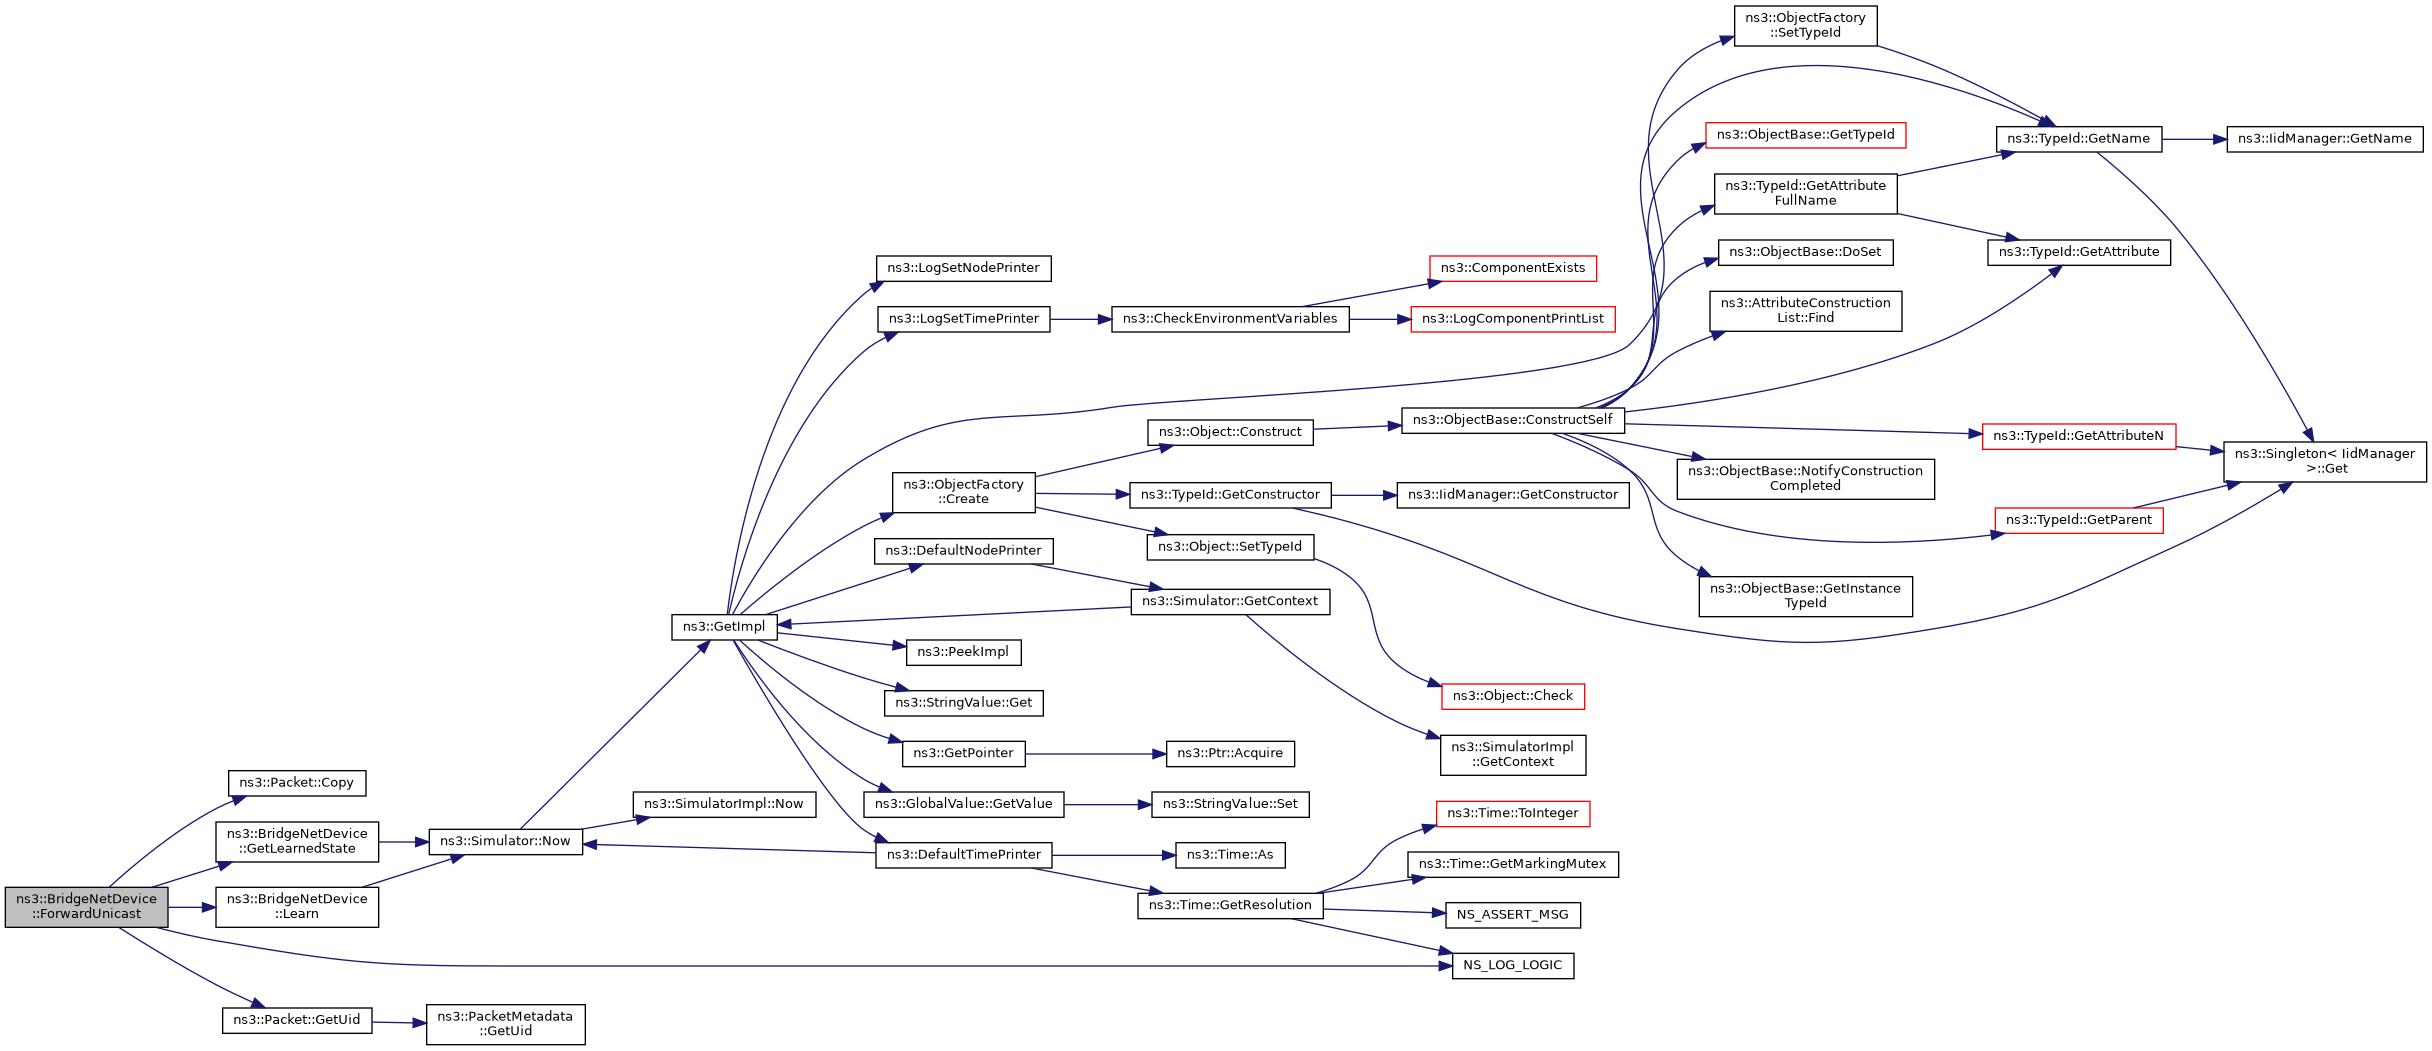 ns3::ObjectFactory
::SetTypeId
ns3::ObjectBase::GetTypeId
ns3::TypeId::GetName
ns3::IidManager::GetName
ns3::TypeId::GetAttribute
FullName
ns3::ObjectBase::DoSet
ns3::TypeId::GetAttribute
ns3::LogSetNodePrinter
ns3::ComponentExists
ns3::AttributeConstruction
List::Find
ns3::LogSetTimePrinter
ns3::CheckEnvironmentVariables
ns3::LogComponentPrintList
ns3::Object::Construct
ns3::ObjectBase::ConstructSelf
ns3::TypeId::GetAttributeN
ns3::Singleton< IidManager
>::Get
ns3::ObjectBase::NotifyConstruction
Completed
ns3::ObjectFactory
::Create
ns3::TypeId::GetConstructor
ns3::IidManager::GetConstructor
ns3::TypeId::GetParent
ns3::DefaultNodePrinter
ns3::Object::SetTypeId
ns3::ObjectBase::GetInstance
TypeId
ns3::Simulator::GetContext
ns3::GetImpl
ns3::PeekImpl
ns3::StringValue::Get
ns3::Object::Check
ns3::GetPointer
ns3::Ptr::Acquire
ns3::SimulatorImpl
::GetContext
ns3::Packet::Copy
ns3::SimulatorImpl::Now
ns3::GlobalValue::GetValue
ns3::StringValue::Set
ns3::Time::ToInteger
ns3::BridgeNetDevice
::GetLearnedState
ns3::Simulator::Now
ns3::DefaultTimePrinter
ns3::Time::As
ns3::Time::GetMarkingMutex
ns3::BridgeNetDevice
::ForwardUnicast
ns3::BridgeNetDevice
::Learn
ns3::Time::GetResolution
NS_ASSERT_MSG
NS_LOG_LOGIC
ns3::Packet::GetUid
ns3::PacketMetadata
::GetUid